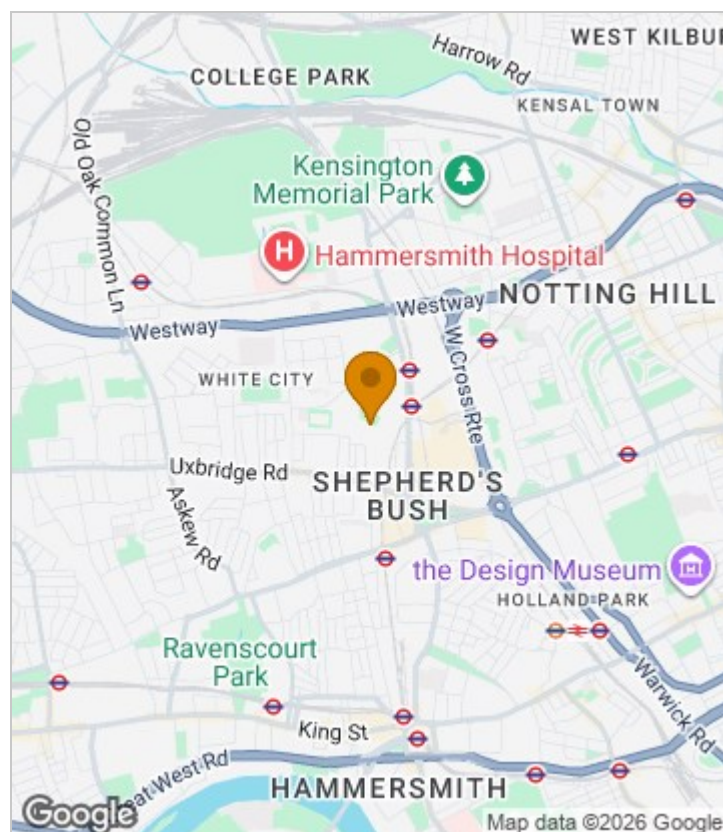 Harrow Rd
WEST KILBU
COLLEGE PARK
KENSAL TOWN
Old Oak Common Ln
Kensington
Memorial Park
H
Hammersmith Hospital
Westway
Westway
NOTTING HILL
W Cross Rte
WHITE CITY
Uxbridge Rd
SHEPHERD'S
BUSH
Askew Rd
the Design Museum
HOLLAND PARK
Ravenscourt
Park
Warwick Rd
King St
eat West Rd
HAMMERSMITH
Google
Map data ©2026 Google